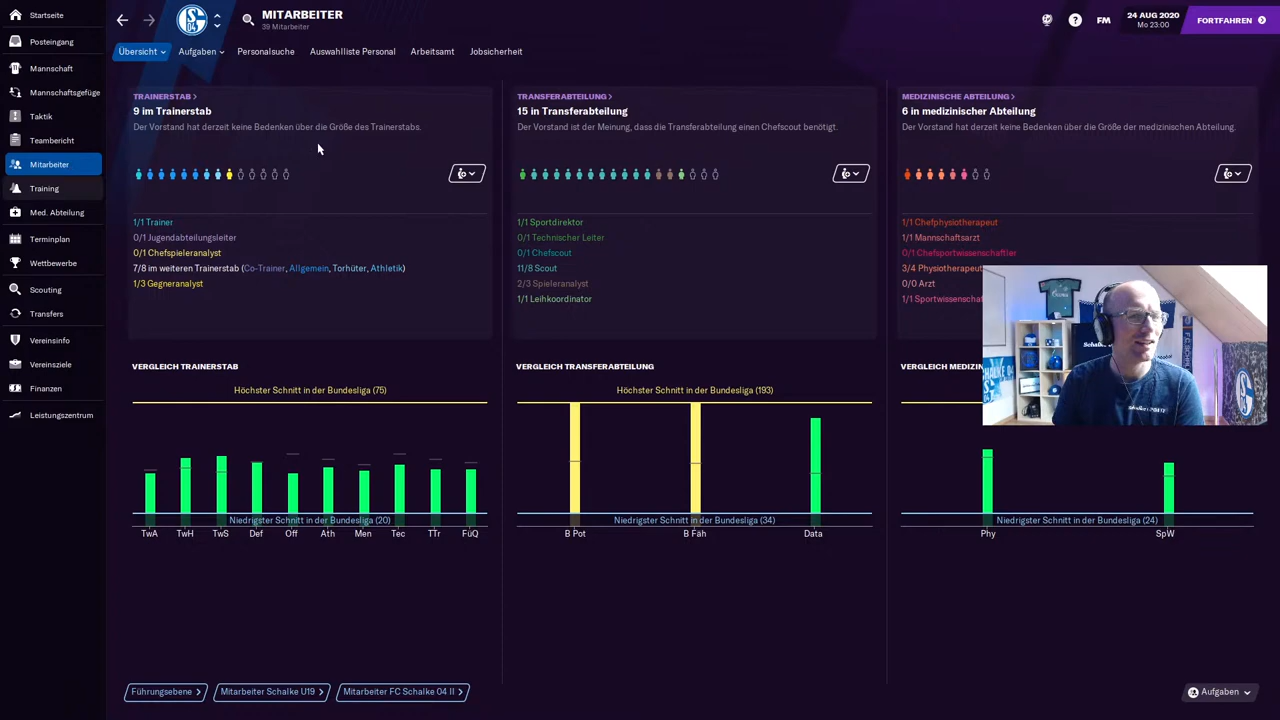 Startseite
Posteingang
Mannschaft
Mannschaftsgefüge
Taktik
Teambericht
Mitarbeiter
Training
Med. Abteilung
Terminplan
Wettbewerbe
Scouting
Transfers
Vereinsinfo
Vereinsziele
Finanzen
Leistungszentrum
MITARBEITER
39 Mitarbeiter
FM
24 AUG 2020
Mo 23:00
FORTFAHREN
Übersicht
Aufgaben
Personalsuche
Auswahlliste Personal
Arbeitsamt
Jobsicherheit
TRAINERSTAB >
9 im Trainerstab
Der Vorstand hat derzeit keine Bedenken über die Größe des Trainerstabs.
1/1 Trainer
0/1 Jugendabteilungsleiter
0/1 Chefspieleranalyst
7/8 im weiteren Trainerstab (Co-Trainer, Allgemein, Torhüter, Athletik)
1/3 Gegneranalyst
TRANSFERABTEILUNG >
15 in Transferabteilung
Der Vorstand ist der Meinung, dass die Transferabteilung einen Chefscout benötigt.
1/1 Sportdirektor
0/1 Technischer Leiter
0/1 Chefscout
11/8 Scout
2/3 Spieleranalyst
1/1 Leihkoordinator
MEDIZINISCHE ABTEILUNG >
6 in medizinischer Abteilung
Der Vorstand hat derzeit keine Bedenken über die Größe der medizinischen Abteilung.
1/1 Chefphysiotherapeut
1/1 Mannschaftsarzt
0/1 Chefsportwissenschaftler
3/4 Physiotherapeut
0/0 Arzt
1/1 Sportwissenschaf
VERGLEICH TRAINERSTAB
Höchster Schnitt in der Bundesliga (75)
Niedrigster Schnitt in der Bundesliga (20)
TwA TwH TwS Def Off Ath Men Tec TTr FüQ
VERGLEICH TRANSFERABTEILUNG
Höchster Schnitt in der Bundesliga (193)
Niedrigster Schnitt in der Bundesliga (34)
B Pot B Fäh Data
VERGLEICH MEDIZIN
Niedrigster Schnitt in der Bundesliga (24)
Phy SpW
Führungsebene >
Mitarbeiter Schalke U19 >
Mitarbeiter FC Schalke 04 II >
Aufgaben